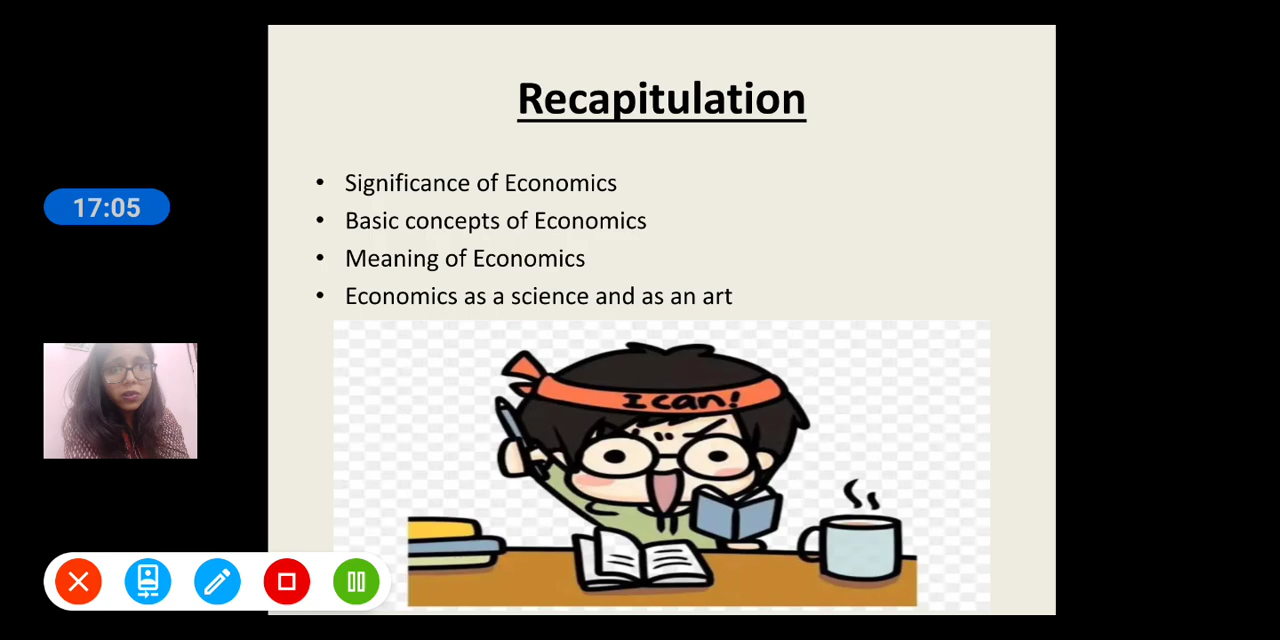 Recapitulation
• Significance of Economics
• Basic concepts of Economics
• Meaning of Economics
• Economics as a science and as an art
17:05
I can!